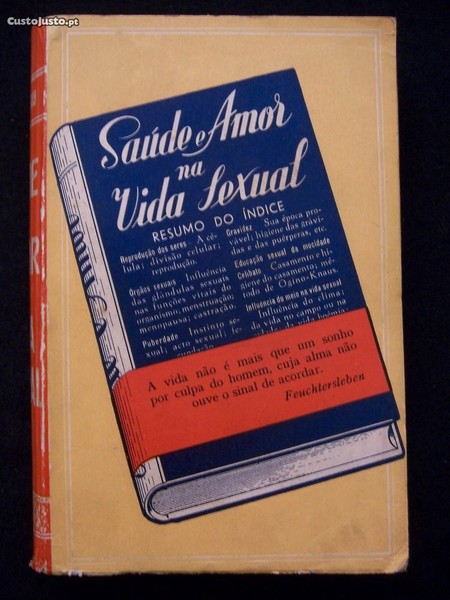 CustoJusto.pt
Saúde e Amor
na
Vida Sexual
RESUMO DO ÍNDICE
Reprodução dos seres — A cé-
lula; divisão celular;
reprodução.
Orgãos sexuais Influência
das glândulas sexuais
nas funções vitais do
organismo; menstruação;
menopausa; castração.
Puberdade Instinto se-
xual; acto sexual; fe-
Gravidez Sua época pro-
vável; higiene das grávi-
das e das puérperas, etc.
Educação sexual da mocidade
Celibato Casamento e hi-
giene do casamento; mé-
todo de Ogino-Knaus.
Influência do meio na vida sexual
Influência do clima,
da vida no campo ou na
A vida não é mais que um sonho
por culpa do homem, cuja alma não
ouve o sinal de acordar.
Feuchtersleben